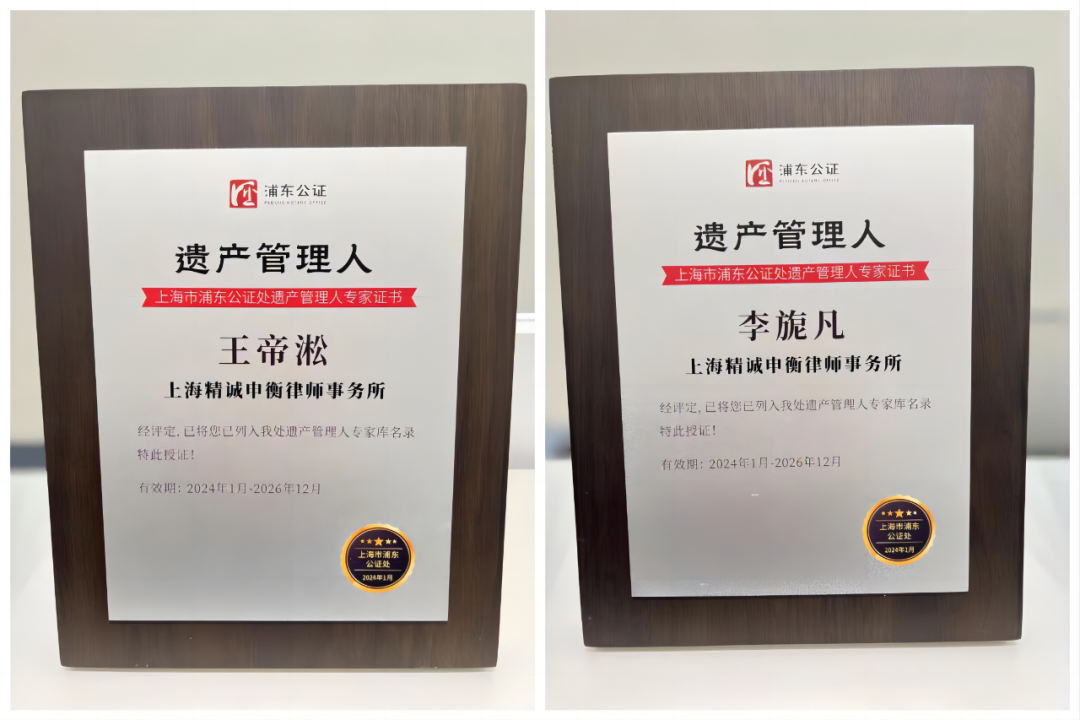 浦东公证
PUDONG NOTARY OFFICE
遗产管理人
上海市浦东公证处遗产管理人专家证书
王帝淞
上海精诚申衡律师事务所
经评定,已将您已列入我处遗产管理人专家库名录
特此授证!
有效期: 2024年1月-2026年12月
上海市浦东
公证处
2024年1月
浦东公证
PUDONG NOTARY OFFICE
遗产管理人
上海市浦东公证处遗产管理人专家证书
李旎凡
上海精诚申衡律师事务所
经评定,已将您已列入我处遗产管理人专家库名录
特此授证!
有效期: 2024年1月-2026年12月
上海市浦东
公证处
2024年1月